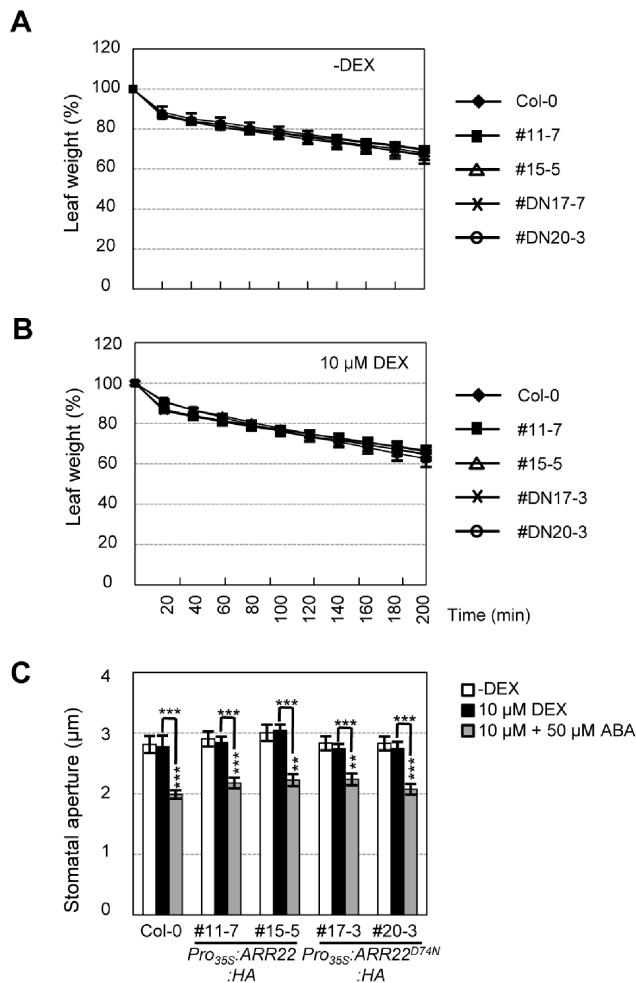 A
120
100
80
60
40
20
0
Leaf weight (%)
-DEX
Col-0
#11-7
#15-5
#DN17-7
#DN20-3
B
120
100
80
60
40
20
0
Leaf weight (%)
10 µM DEX
Col-0
#11-7
#15-5
#DN17-3
#DN20-3
20 40 60 80 100 120 140 160 180 200 Time (min)
C
4
3
2
1
0
Stomatal aperture (µm)
-DEX
10 µM DEX
10 µM + 50 µM ABA
*** *** *** *** ***
*** *** ** ** ***
Col-0 #11-7 #15-5 #17-3 #20-3
Pro35S:ARR22 Pro35S:ARR22D74N
:HA :HA